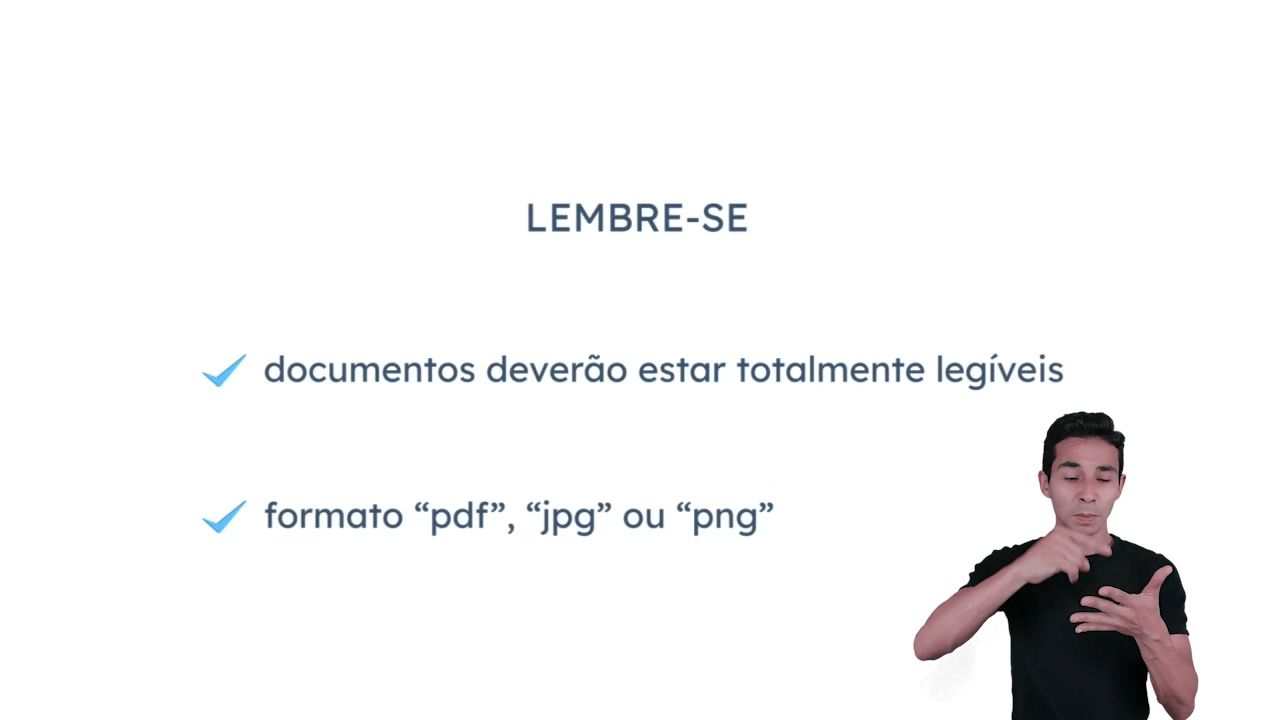 LEMBRE-SE
documentos deverão estar totalmente legíveis
formato “pdf”, “jpg” ou “png”